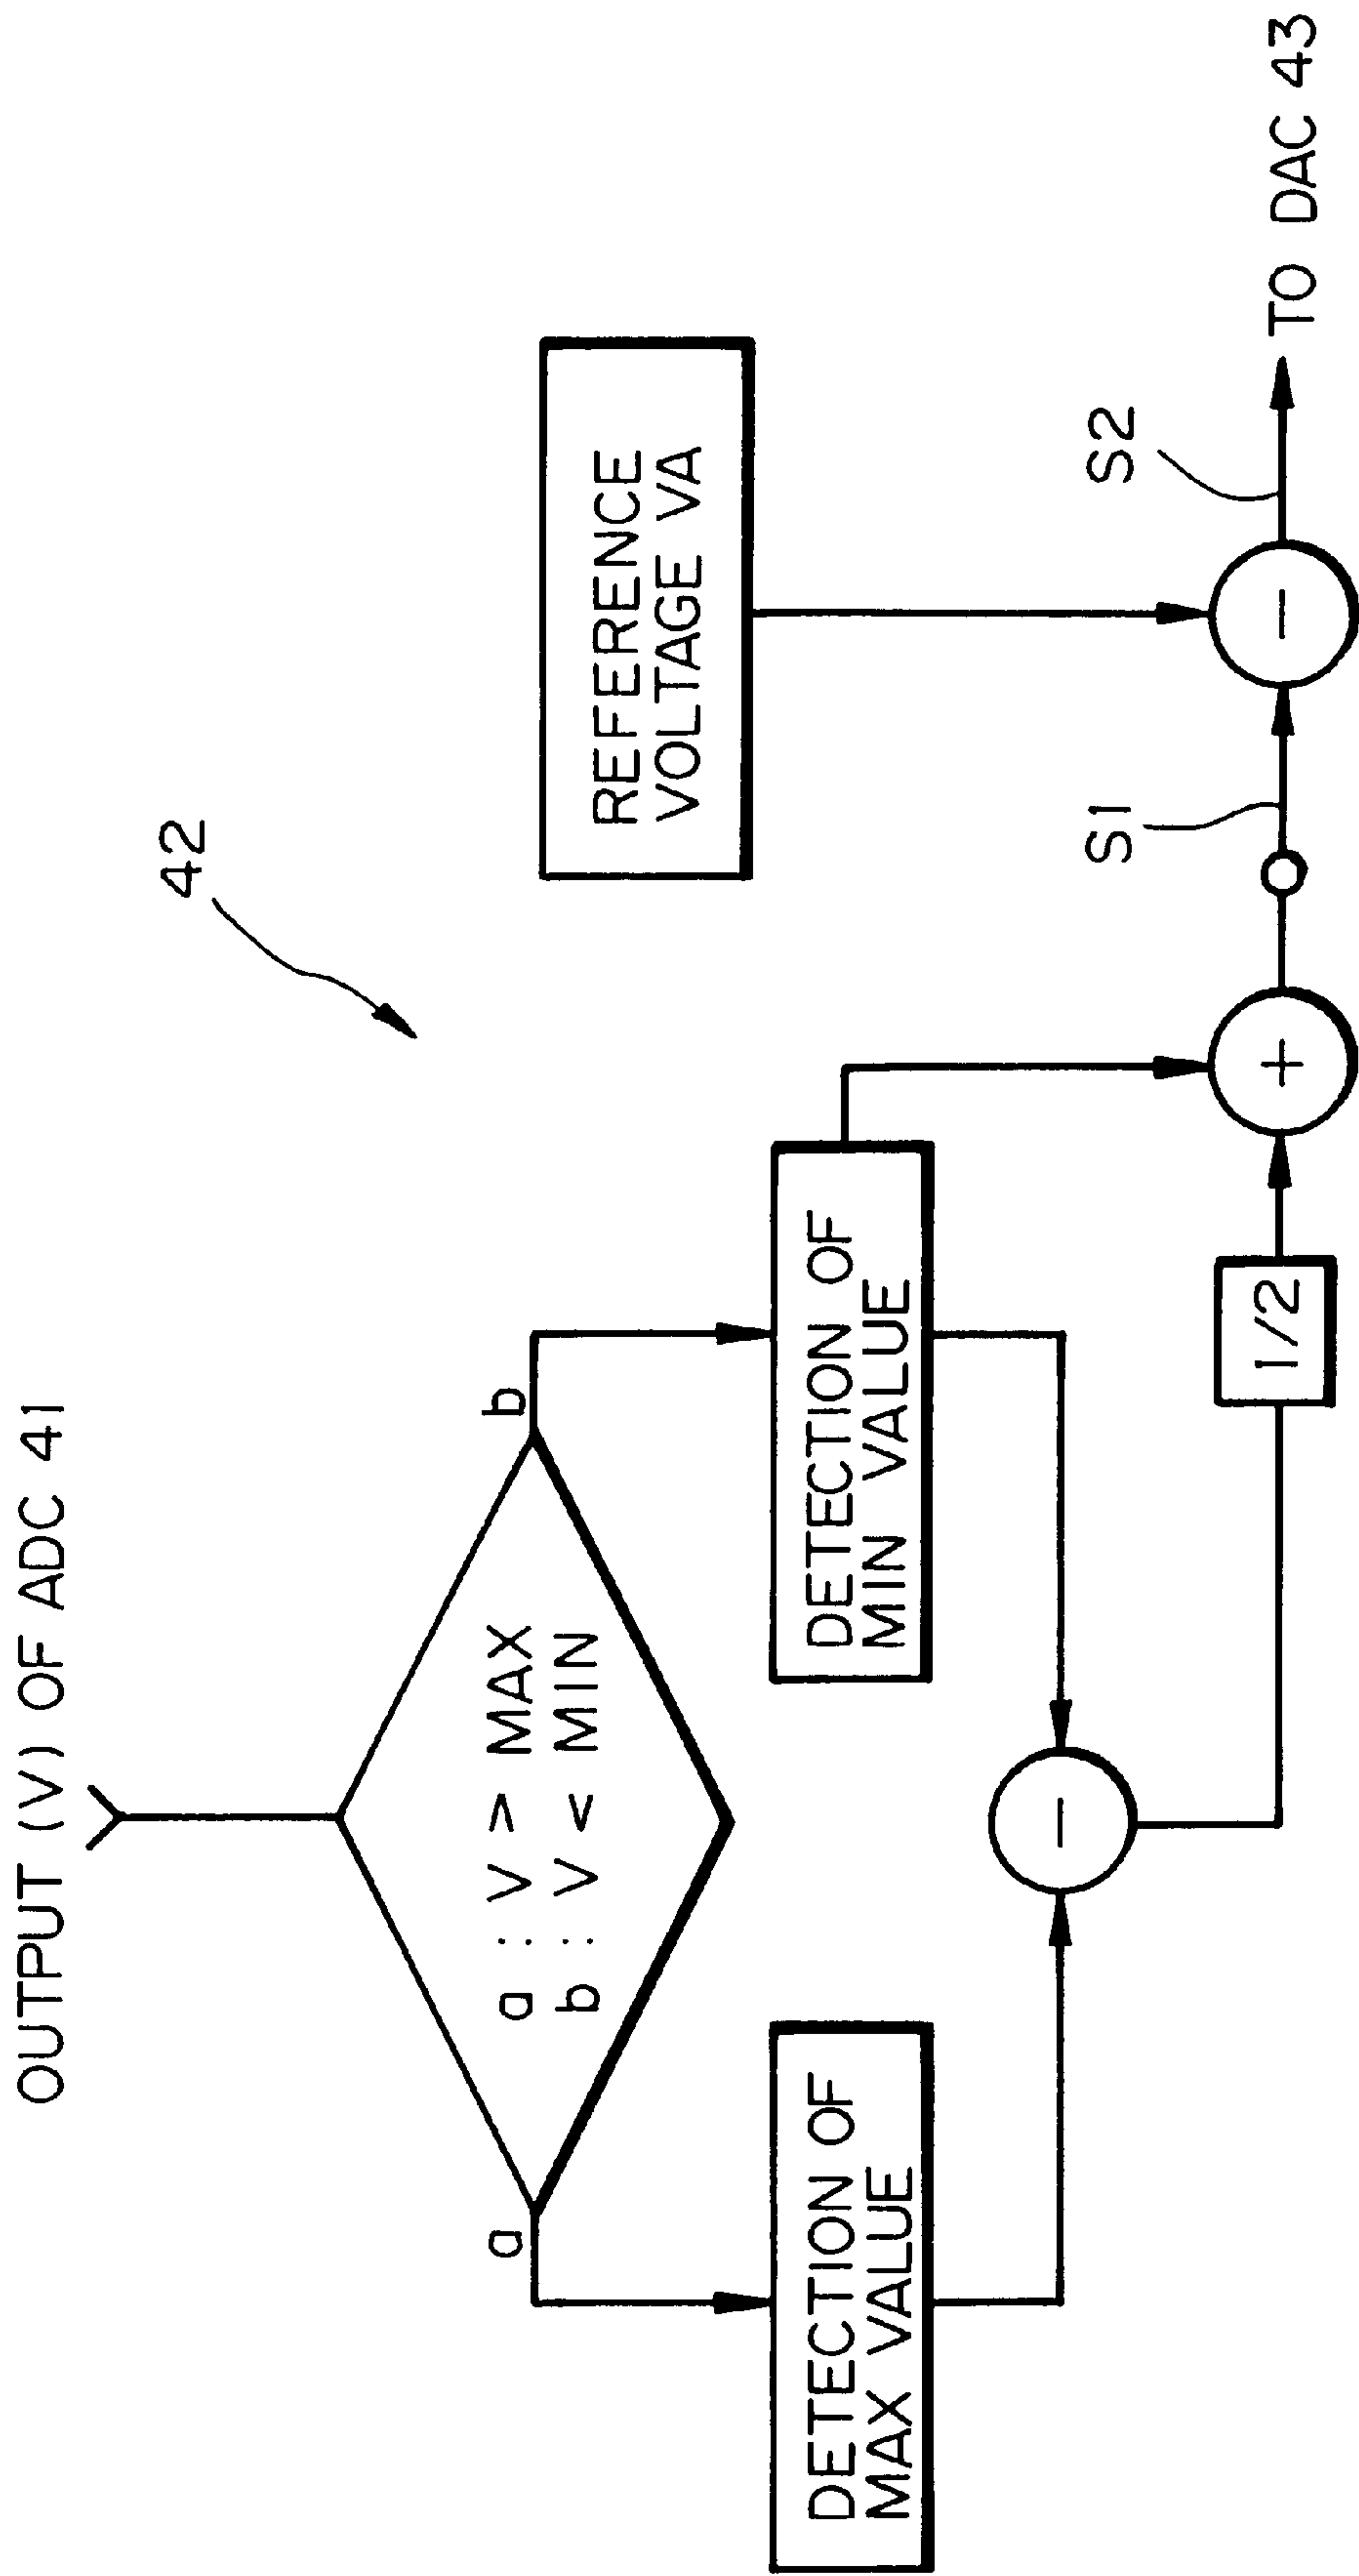 OUTPUT (V) OF ADC 41
42
a : V > MAX
b : V < MIN
a
b
DETECTION OF
MAX VALUE
DETECTION OF
MIN VALUE
REFERENCE
VOLTAGE VA
-
1/2
+
S1
-
S2
TO DAC 43